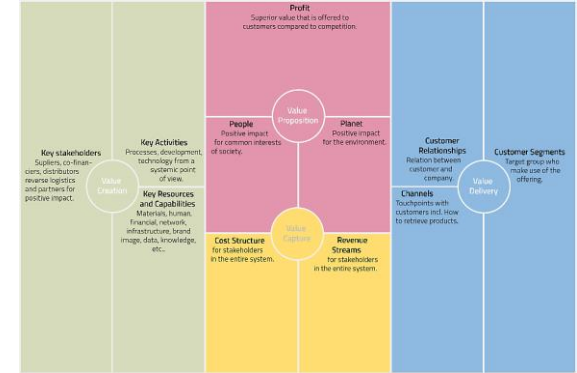 Profit
Superior value that is offered to
customers compared to competition.
Value
Proposition
People
Positive impact
for common interests
of society.
Planet
Positive impact
for the environment.
Key stakeholders
Supliers, co-finan-
ciers, distributors
reverse logistics
and partners for
positive impact.
Value
Creation
Key Activities
Processes, development,
technology from a
systemic point
of view.
Key Resources
and Capabilities
Materials, human,
financial, network,
infrastructure, brand
image, data, knowledge,
etc..
Customer
Relationships
Relation between
customer and
company.
Channels
Touchpoints with
customers incl. How
to retrieve products.
Value
Delivery
Customer Segments
Target group who
make use of the
offering.
Value
Capture
Cost Structure
for stakeholders
in the entire system.
Revenue
Streams
for stakeholders
in the entire system.